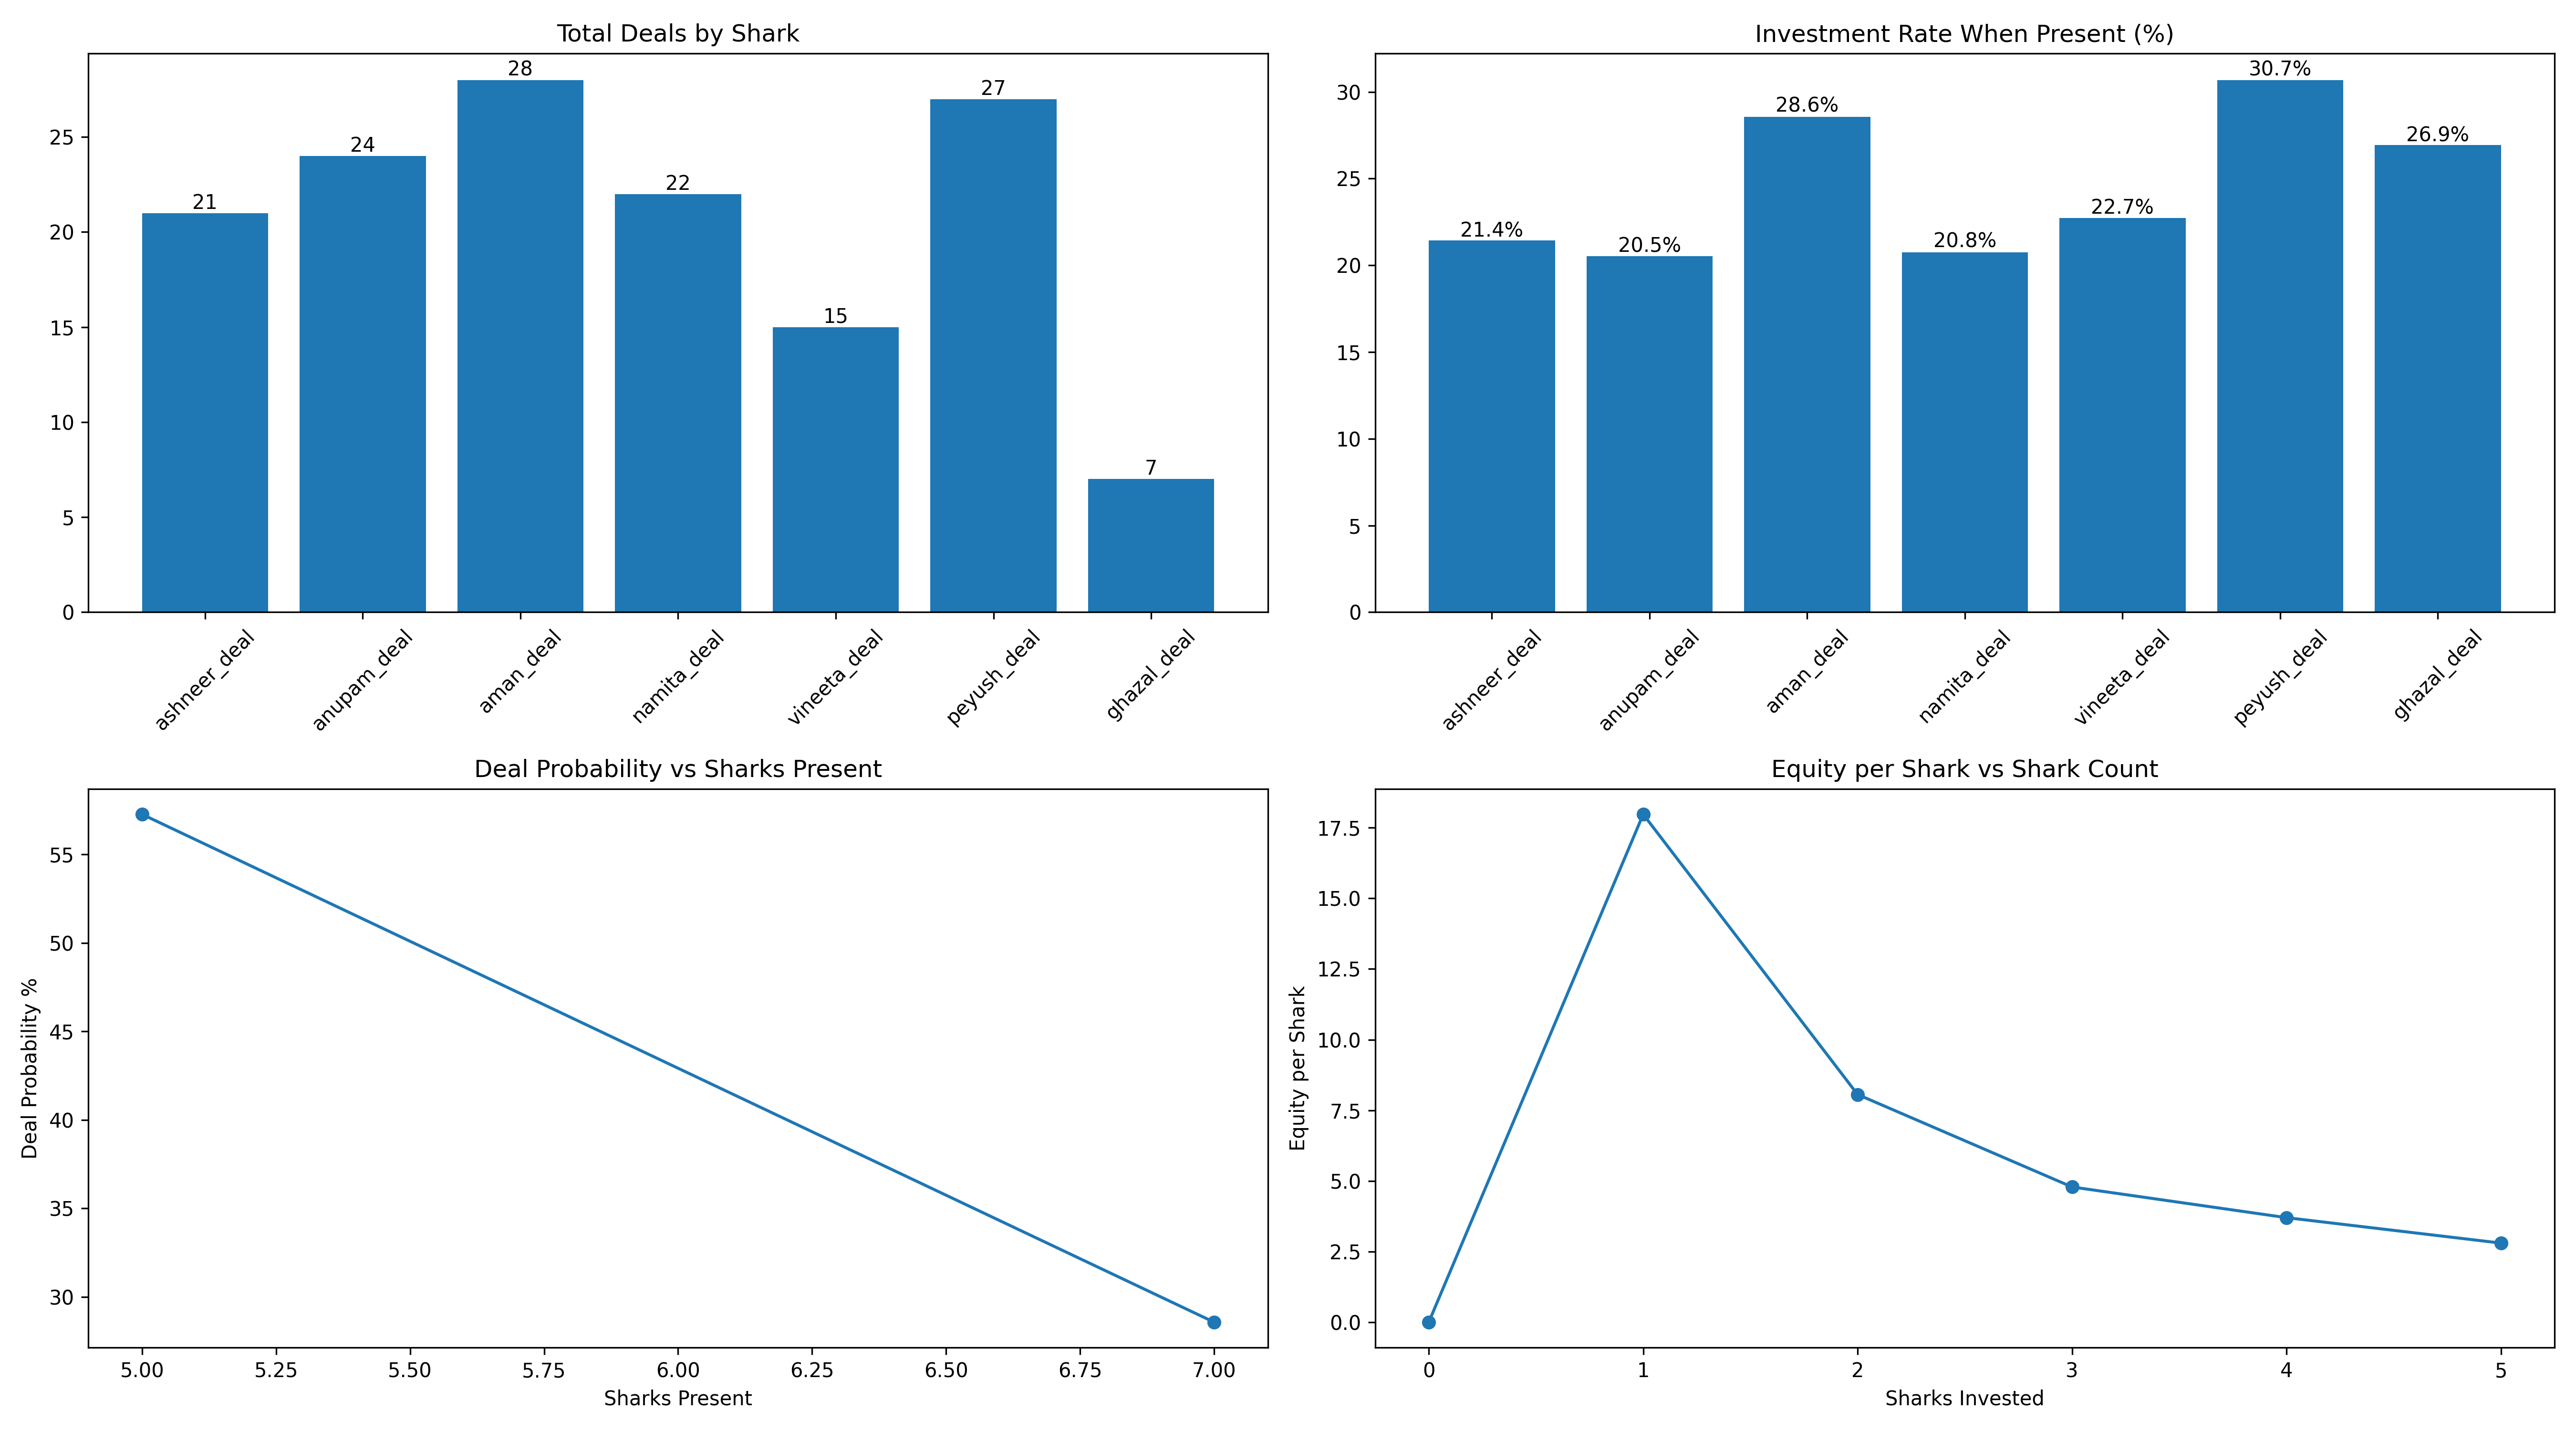 Total Deals by Shark
25
20
15
10
5
0
21
24
28
22
15
27
7
ashneer_deal
anupam_deal
aman_deal
namita_deal
vineeta_deal
peyush_deal
ghazal_deal
Investment Rate When Present (%)
30
25
20
15
10
5
0
21.4%
20.5%
28.6%
20.8%
22.7%
30.7%
26.9%
ashneer_deal
anupam_deal
aman_deal
namita_deal
vineeta_deal
peyush_deal
ghazal_deal
Deal Probability vs Sharks Present
Deal Probability %
55
50
45
40
35
30
5.00
5.25
5.50
5.75
6.00
6.25
6.50
6.75
7.00
Sharks Present
Equity per Shark vs Shark Count
Equity per Shark
17.5
15.0
12.5
10.0
7.5
5.0
2.5
0.0
0
1
2
3
4
5
Sharks Invested